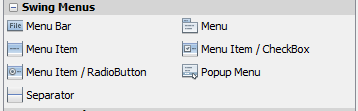 Swing Menus
File Menu Bar
Menu
Menu Item
Menu Item / CheckBox
Menu Item / RadioButton
Popup Menu
Separator